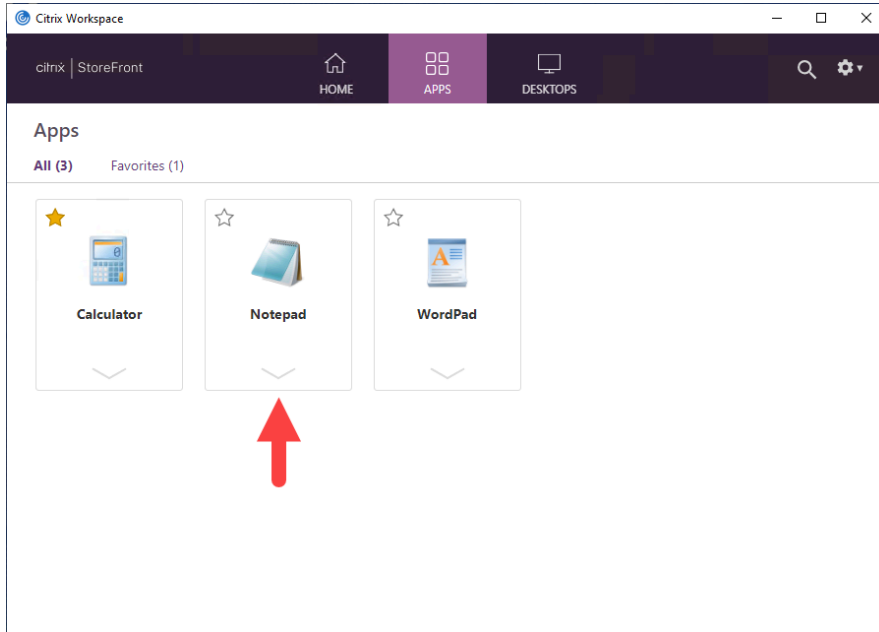 Citrix Workspace
citrix | StoreFront
HOME
APPS
DESKTOPS
Apps
All (3)
Favorites (1)
Calculator
Notepad
WordPad